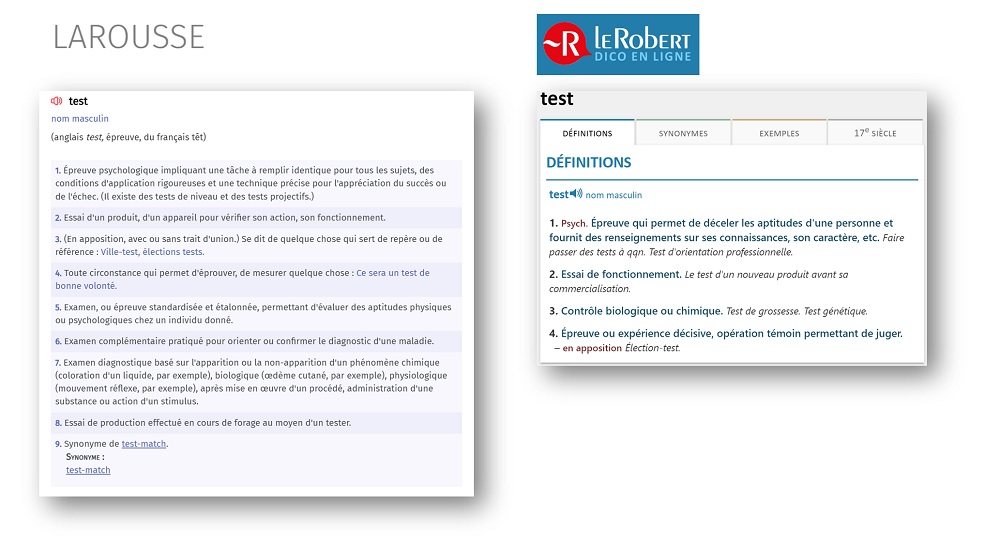 LAROUSSE
test
nom masculin
(anglais test, épreuve, du français têt)
1. Épreuve psychologique impliquant une tâche à remplir identique pour tous les sujets, des
conditions d'application rigoureuses et une technique précise pour l'appréciation du succès ou
de l'échec. (Il existe des tests de niveau et des tests projectifs.)
2. Essai d'un produit, d'un appareil pour vérifier son action, son fonctionnement.
3. (En apposition, avec ou sans trait d'union.) Se dit de quelque chose qui sert de repère ou de
référence : Ville-test, élections tests.
4. Toute circonstance qui permet d'éprouver, de mesurer quelque chose : Ce sera un test de
bonne volonté.
5. Examen, ou épreuve standardisée et étalonnée, permettant d'évaluer des aptitudes physiques
ou psychologiques chez un individu donné.
6. Examen complémentaire pratiqué pour orienter ou confirmer le diagnostic d'une maladie.
7. Examen diagnostique basé sur l'apparition ou la non-apparition d'un phénomène chimique
(coloration d'un liquide, par exemple), biologique (œdème cutané, par exemple), physiologique
(mouvement réflexe, par exemple), après mise en œuvre d'un procédé, administration d'une
substance ou action d'un stimulus.
8. Essai de production effectué en cours de forage au moyen d'un tester.
9. Synonyme de test-match.
SYNONYME :
test-match
~R LE ROBERT
DICO EN LIGNE
test
DÉFINITIONS SYNONYMES EXEMPLES 17e SIÈCLE
DÉFINITIONS
test nom masculin
1. Psych. Épreuve qui permet de déceler les aptitudes d'une personne et
fournit des renseignements sur ses connaissances, son caractère, etc. Faire
passer des tests à qqn. Test d'orientation professionnelle.
2. Essai de fonctionnement. Le test d'un nouveau produit avant sa
commercialisation.
3. Contrôle biologique ou chimique. Test de grossesse. Test génétique.
4. Épreuve ou expérience décisive, opération témoin permettant de juger.
– en apposition Élection-test.